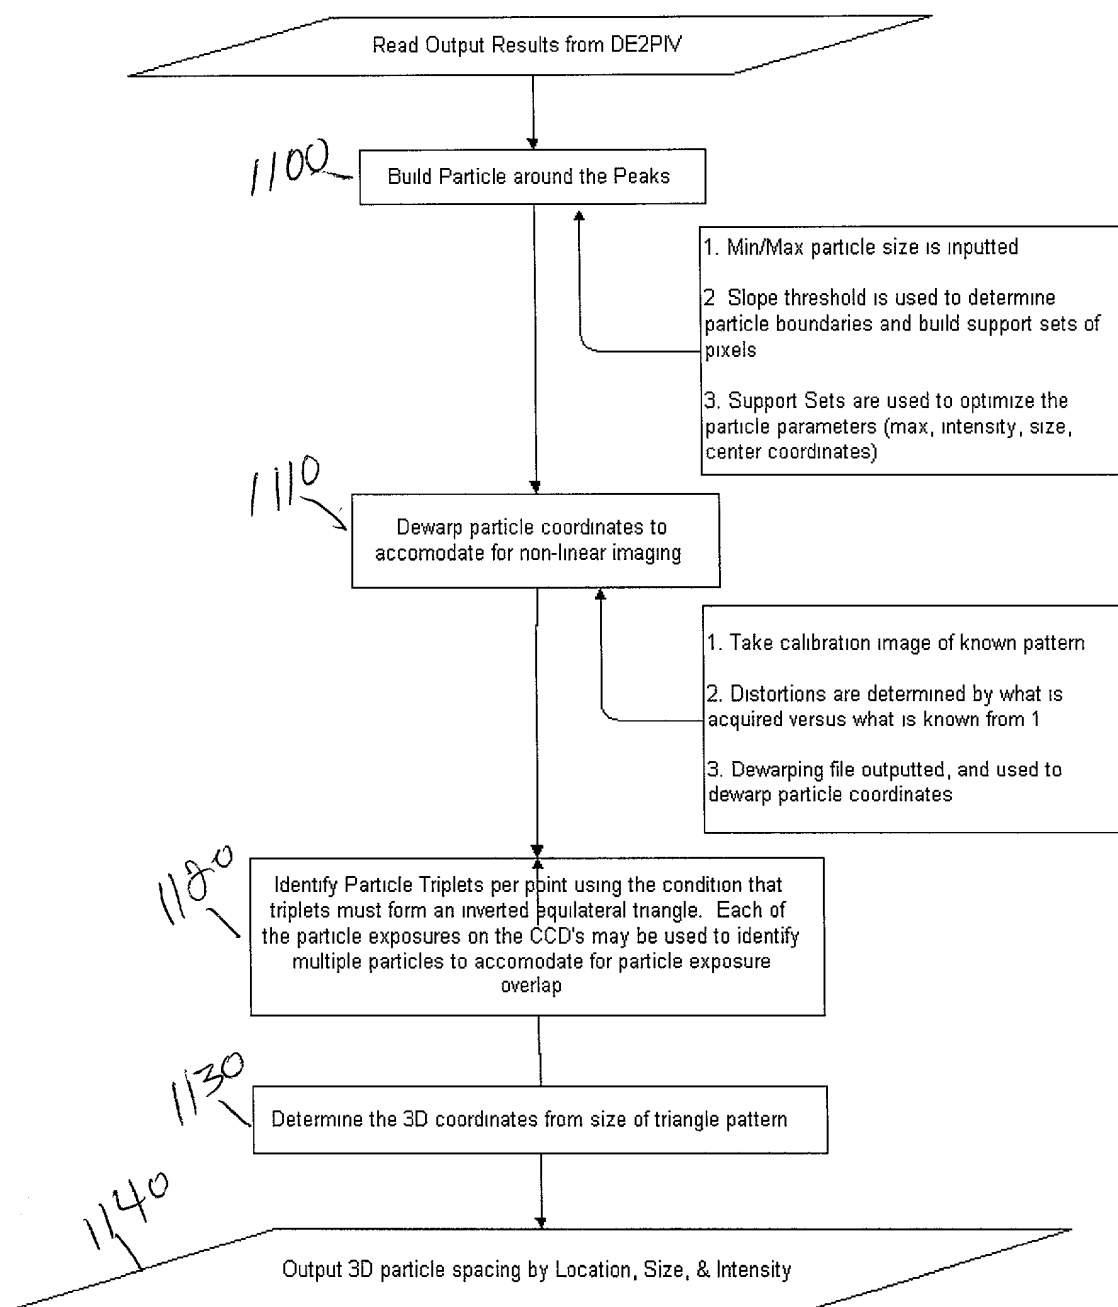 Read Output Results from DE2PIV
1100
Build Particle around the Peaks
1. Min/Max particle size is inputted
2 Slope threshold is used to determine
particle boundaries and build support sets of
pixels
3. Support Sets are used to optimize the
particle parameters (max, intensity, size,
center coordinates)
1110
Dewarp particle coordinates to
accomodate for non-linear imaging
1. Take calibration image of known pattern
2. Distortions are determined by what is
acquired versus what is known from 1
3. Dewarping file outputted, and used to
dewarp particle coordinates
1120
Identify Particle Triplets per point using the condition that
triplets must form an inverted equilateral triangle. Each of
the particle exposures on the CCD's may be used to identify
multiple particles to accomodate for particle exposure
overlap
1130
Determine the 3D coordinates from size of triangle pattern
1140
Output 3D particle spacing by Location, Size, & Intensity